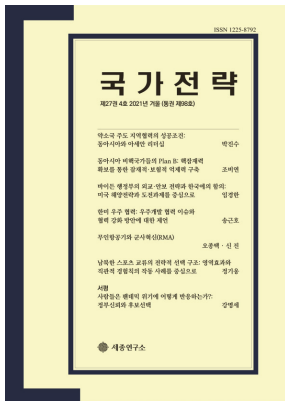 ISSN 1225-8792
국가전략
제27권 4호 2021년 겨울 (통권 제98호)
약소국 주도 지역협력의 성공조건:
동아시아와 아세안 리더십 박진수
동아시아 비핵국가들의 Plan B: 핵잠재력
확보를 통한 잠재적·보험적 억제력 구축 조비연
바이든 행정부의 외교·안보 전략과 한국에의 함의:
미국 해양전략과 도전과제를 중심으로 임경한
한미 우주 협력: 우주개발 협력 이슈와
협력 강화 방안에 대한 제언 송근호
무인항공기와 군사혁신(RMA)
오종택 · 신 진
남북한 스포츠 교류의 전략적 선택 구조: 영역효과와
직관적 경험칙의 작동 사례를 중심으로 정기웅
서평
사람들은 팬데믹 위기에 어떻게 반응하는가?:
정부신뢰와 후보선택 강명세
세종연구소